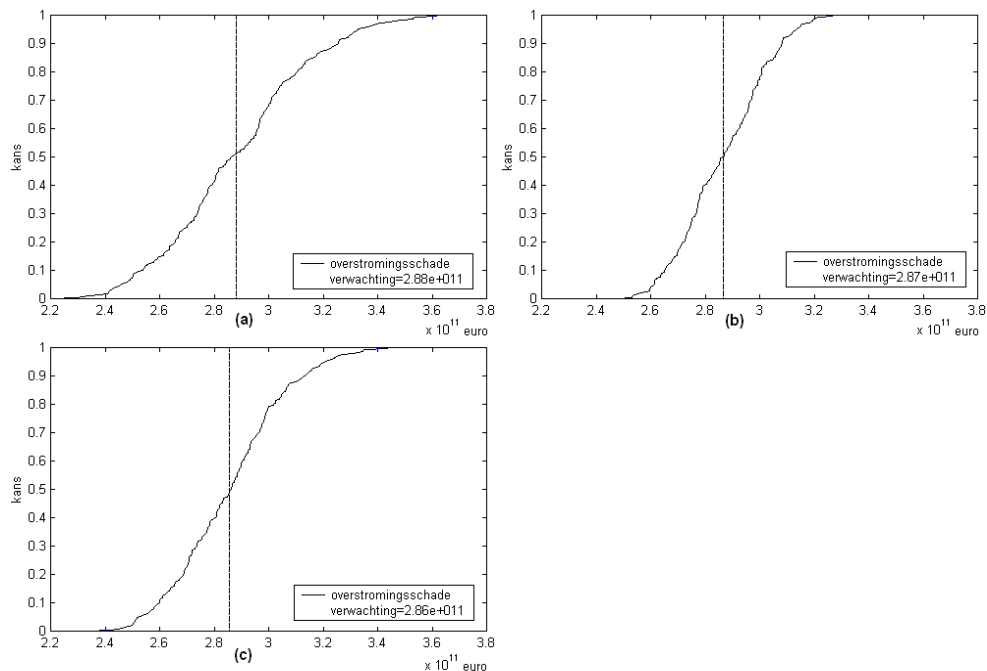 1
0.9
0.8
0.7
0.6
0.5
0.4
0.3
0.2
0.1
0
kans
2.2 2.4 2.6 2.8 3 3.2 3.4 3.6 3.8
overstromingsschade
verwachting=2.88e+011
(a)
x 10^11 euro
1
0.9
0.8
0.7
0.6
0.5
0.4
0.3
0.2
0.1
0
kans
2.2 2.4 2.6 2.8 3 3.2 3.4 3.6 3.8
overstromingsschade
verwachting=2.87e+011
(b)
x 10^11 euro
1
0.9
0.8
0.7
0.6
0.5
0.4
0.3
0.2
0.1
0
kans
2.2 2.4 2.6 2.8 3 3.2 3.4 3.6 3.8
overstromingsschade
verwachting=2.86e+011
(c)
x 10^11 euro